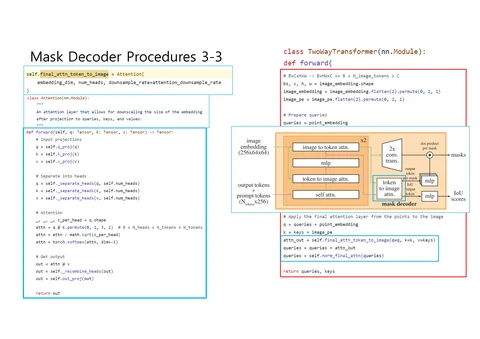 Mask Decoder Procedures 3-3
self.final_attn_token_to_image = Attention(
embedding_dim, num_heads, downsample_rate=attention_downsample_rate
)
class Attention(nn.Module):
"""
An attention layer that allows for downscaling the size of the embedding
after projection to queries, keys, and values.
"""
def forward(self, q: Tensor, k: Tensor, v: Tensor) -> Tensor:
# Input projections
q = self.q_proj(q)
k = self.k_proj(k)
v = self.v_proj(v)
# Separate into heads
q = self._separate_heads(q, self.num_heads)
k = self._separate_heads(k, self.num_heads)
v = self._separate_heads(v, self.num_heads)
# Attention
_, _, _, c_per_head = q.shape
attn = q @ k.permute(0, 1, 3, 2) # B x N_heads x N_tokens x N_tokens
attn = attn / math.sqrt(c_per_head)
attn = torch.softmax(attn, dim=-1)
# Get output
out = attn @ v
out = self._recombine_heads(out)
out = self.out_proj(out)
return out
class TwoWayTransformer(nn.Module):
def forward(
# BxCxHxW -> BxHWxC == B x N_image_tokens x C
bs, c, h, w = image_embedding.shape
image_embedding = image_embedding.flatten(2).permute(0, 2, 1)
image_pe = image_pe.flatten(2).permute(0, 2, 1)
# Prepare queries
queries = point_embedding
image
embedding
(256x64x64)
output tokens
+
prompt tokens
x2
image to token attn.
mlp
token to image attn.
self attn.
2x
conv.
trans.
token
to image
attn.
dot product
per mask
output
token
per mask
mlp
IoU
output
token
mlp
mask decoder
masks
IoU
scores
# Apply the final attention layer from the points to the image
q = queries + point_embedding
k = keys + image_pe
attn_out = self.final_attn_token_to_image(q=q, k=k, v=keys)
queries = queries + attn_out
queries = self.norm_final_attn(queries)
return queries, keys